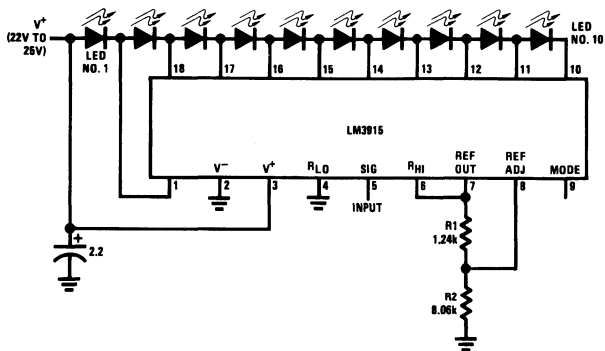 V+
(22V TO
25V)
LED
NO. 1
LED
NO. 10
18
17
16
15
14
13
12
11
10
LM3915
V−
V+
RLO
SIG
RHI
REF
OUT
REF
ADJ
MODE
1
2
3
4
5
6
7
8
9
INPUT
+
2.2
R1
1.24k
R2
8.06k